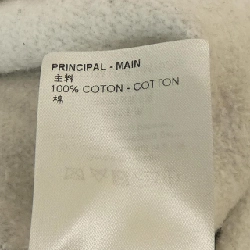 PRINCIPAL - MAIN
主料
100% COTON - COTTON
棉